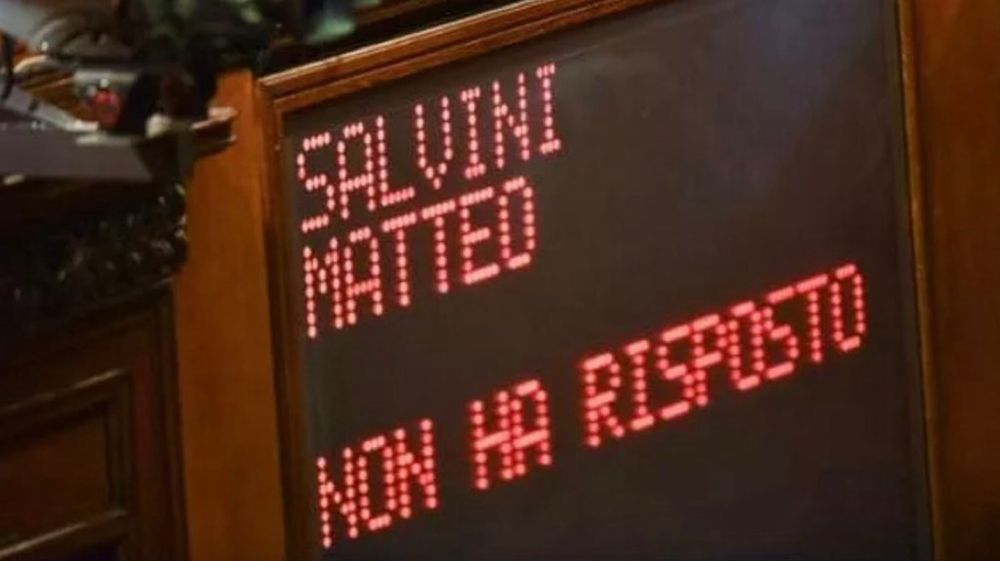 SALVINI
MATTEO
NON HA RISPOSTO